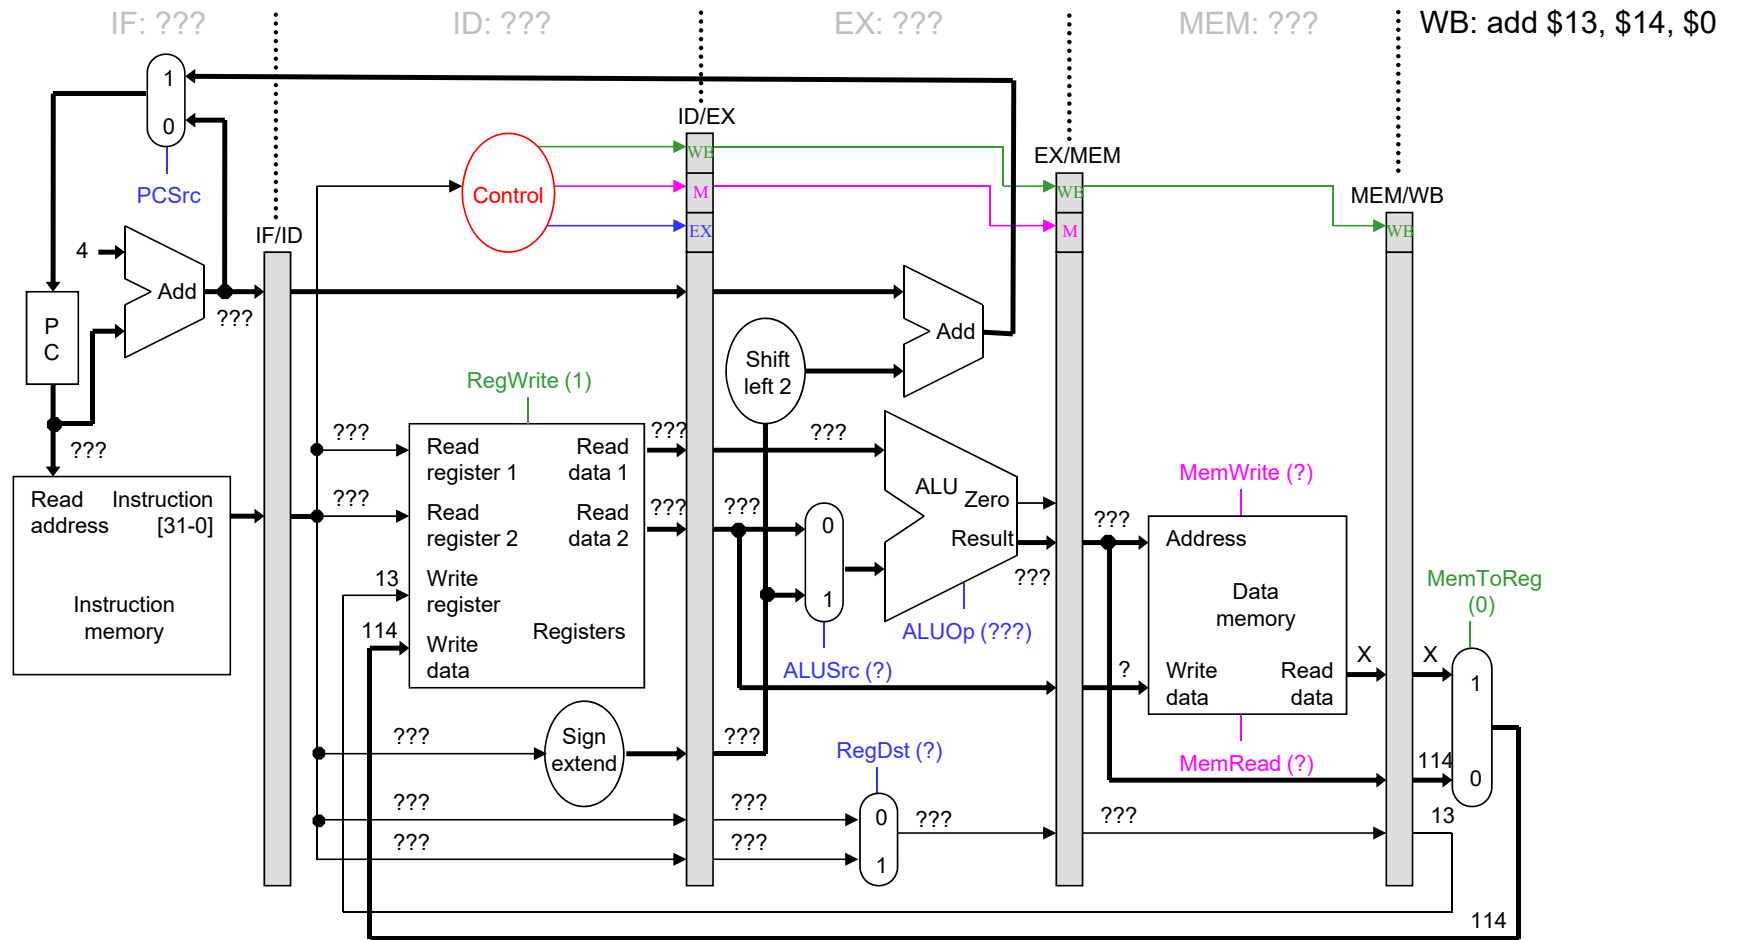 IF: ???
ID: ???
EX: ???
MEM: ???
WB: add $13, $14, $0
1
0
PCSrc
4
Add
???
P
C
???
Read
address
Instruction
[31-0]
Instruction
memory
IF/ID
Control
RegWrite (1)
???
???
13
114
Read
register 1
Read
register 2
Write
register
Write
data
Read
data 1
Read
data 2
Registers
???
???
???
Sign
extend
???
???
ID/EX
WB
M
EX
Shift
left 2
Add
???
???
0
1
ALUSrc (?)
ALU
Zero
Result
???
ALUOp (???)
???
RegDst (?)
???
???
0
1
???
EX/MEM
WB
M
???
?
???
MemWrite (?)
Address
Data
memory
Write
data
Read
data
MemRead (?)
X
MEM/WB
WB
MemToReg
(0)
X
1
0
114
13
114